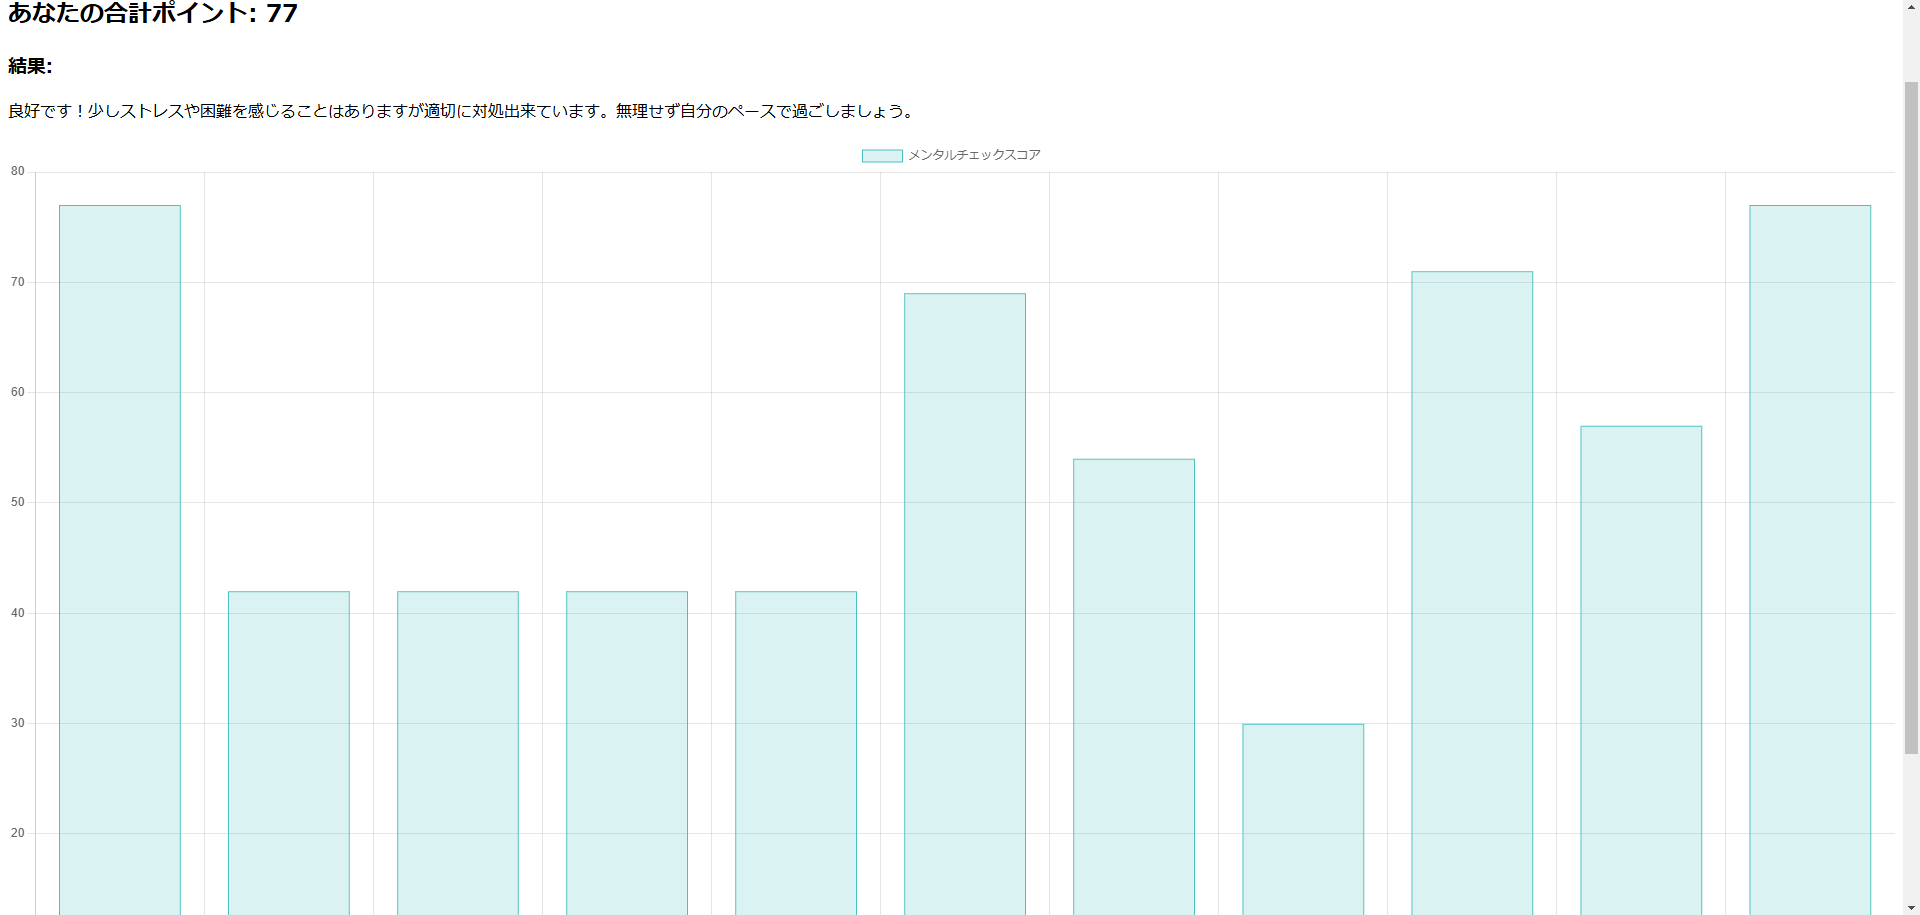 あなたの合計ポイント: 77
結果:
良好です！少しストレスや困難を感じることはありますが適切に対処出来ています。無理せず自分のペースで過ごしましょう。
メンタルチェックスコア
80
70
60
50
40
30
20